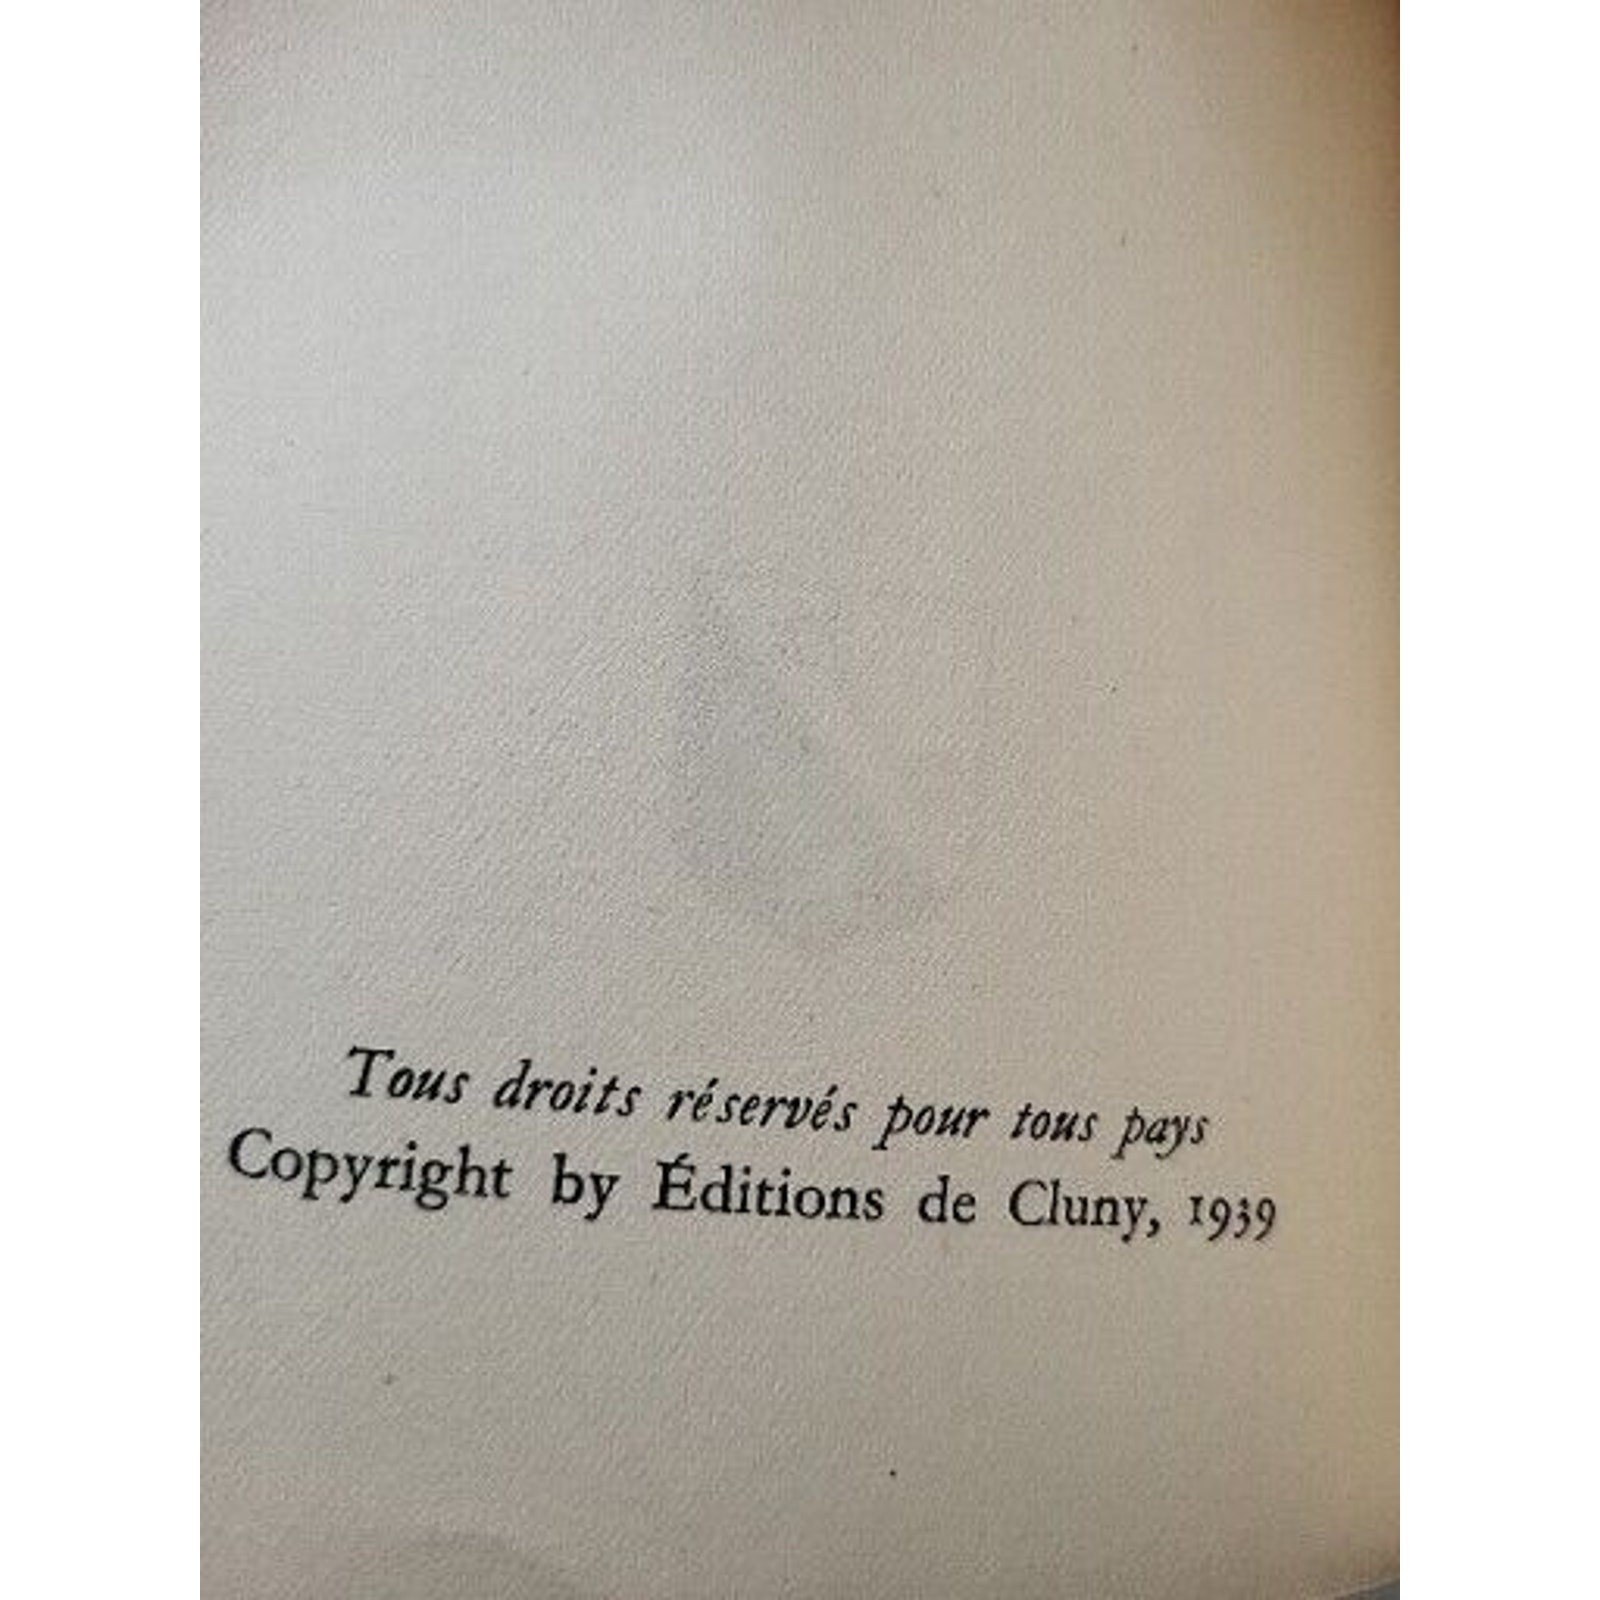 Tous droits réservés pour tous pays
Copyright by Éditions de Cluny, 1939